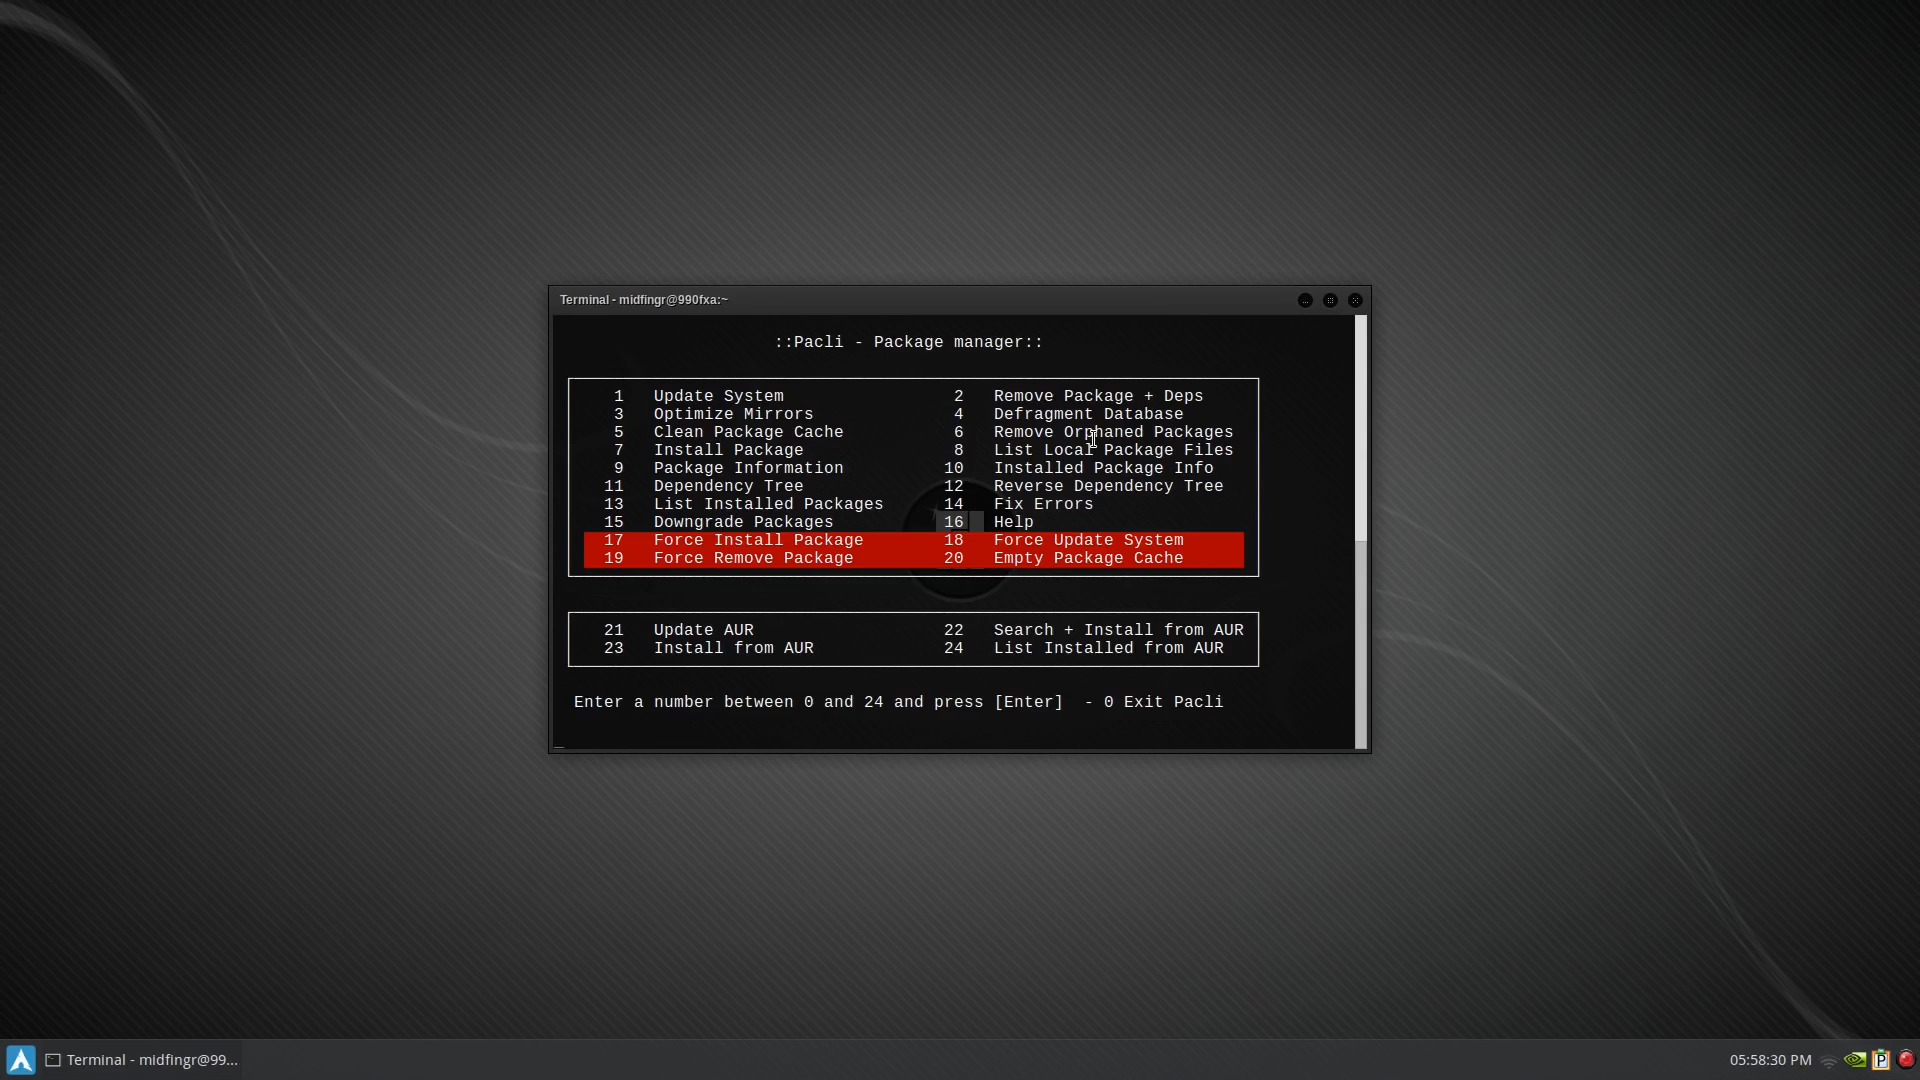 Terminal - midfingr@990fxa:~
::Pacli - Package manager::
1 Update System 2 Remove Package + Deps
3 Optimize Mirrors 4 Defragment Database
5 Clean Package Cache 6 Remove Orphaned Packages
7 Install Package 8 List Local Package Files
9 Package Information 10 Installed Package Info
11 Dependency Tree 12 Reverse Dependency Tree
13 List Installed Packages 14 Fix Errors
15 Downgrade Packages 16 Help
17 Force Install Package 18 Force Update System
19 Force Remove Package 20 Empty Package Cache
21 Update AUR 22 Search + Install from AUR
23 Install from AUR 24 List Installed from AUR
Enter a number between 0 and 24 and press [Enter] - 0 Exit Pacli
Terminal - midfingr@99... 05:58:30 PM P